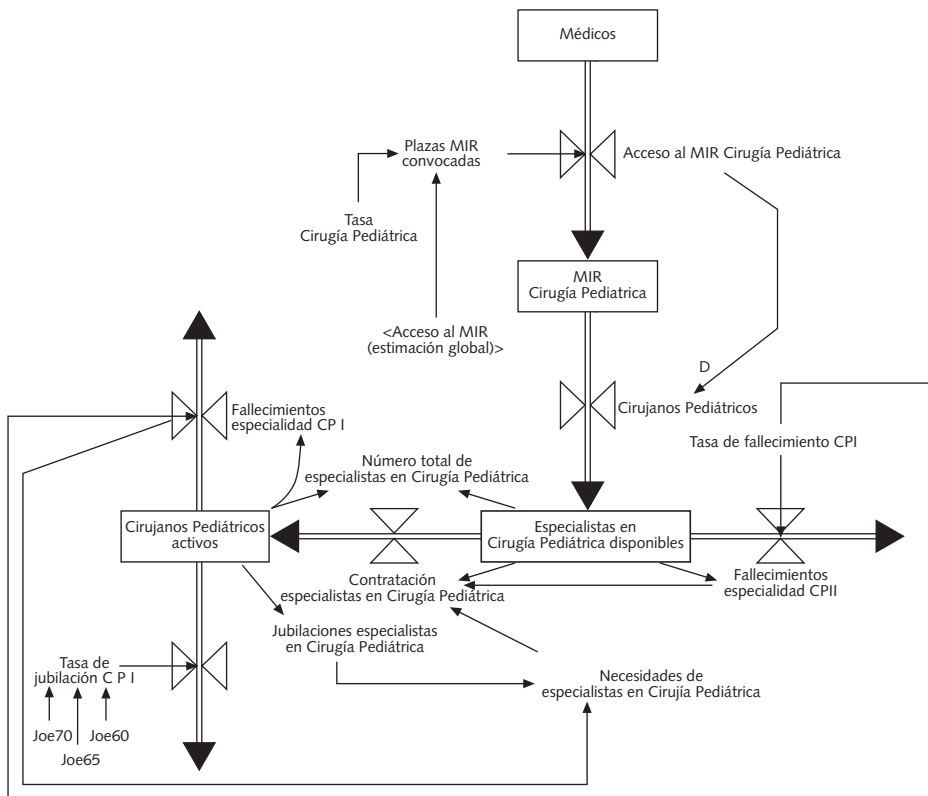 Médicos
Plazas MIR
convocadas
Acceso al MIR Cirugía Pediátrica
Tasa
Cirugía Pediátrica
MIR
Cirugía Pediatrica
<Acceso al MIR
(estimación global)>
D
Cirujanos Pediátricos
Fallecimientos
especialidad CP I
Tasa de fallecimiento CPI
Número total de
especialistas en Cirugía Pediátrica
Cirujanos Pediátricos
activos
Especialistas en
Cirugía Pediátrica disponibles
Contratación
especialistas en Cirugía Pediátrica
Fallecimientos
especialidad CPII
Jubilaciones especialistas
en Cirugía Pediátrica
Tasa de
jubilación C P I
Necesidades de
especialistas en Cirujía Pediátrica
Joe70
Joe60
Joe65